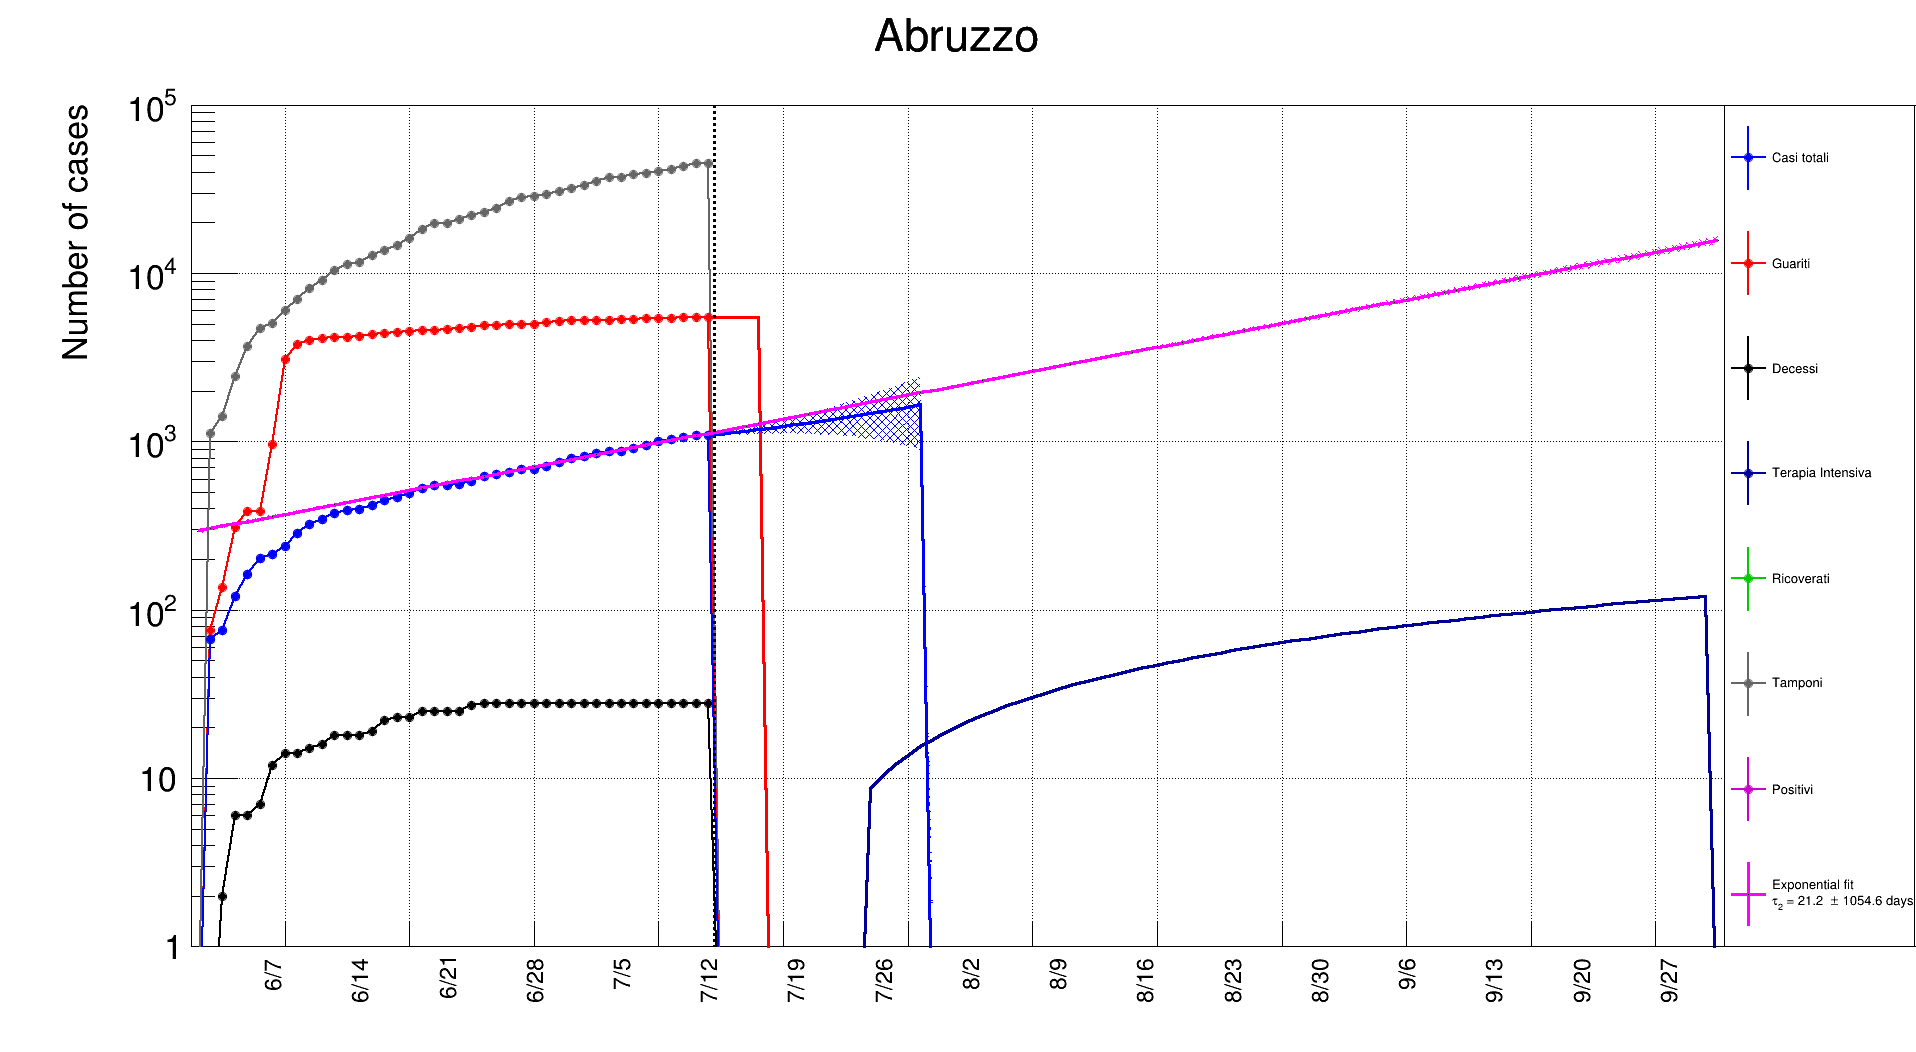 Abruzzo
Number of cases
10^5
10^4
10^3
10^2
10
1
6/7
6/14
6/21
6/28
7/5
7/12
7/19
7/26
8/2
8/9
8/16
8/23
8/30
9/6
9/13
9/20
9/27
Casi totali
Guariti
Decessi
Terapia Intensiva
Ricoverati
Tamponi
Positivi
Exponential fit
τ₂ = 21.2 ± 1054.6 days